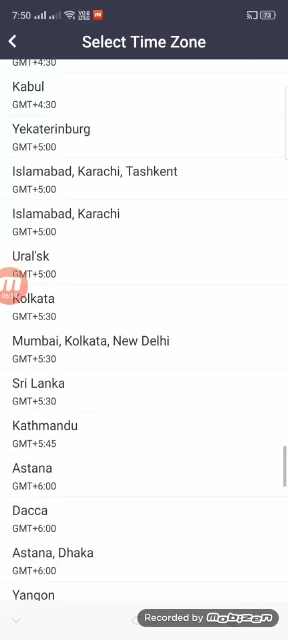 7:50
73
Select Time Zone
GMT+4:30
Kabul
GMT+4:30
Yekaterinburg
GMT+5:00
Islamabad, Karachi, Tashkent
GMT+5:00
Islamabad, Karachi
GMT+5:00
Ural'sk
GMT+5:00
Kolkata
GMT+5:30
Mumbai, Kolkata, New Delhi
GMT+5:30
Sri Lanka
GMT+5:30
Kathmandu
GMT+5:45
Astana
GMT+6:00
Dacca
GMT+6:00
Astana, Dhaka
GMT+6:00
Yangon
Recorded by mobizen